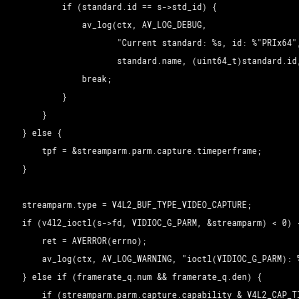 if (standard.id == s->std_id) {
av_log(ctx, AV_LOG_DEBUG,
"Current standard: %s, id: %"PRIx64",
standard.name, (uint64_t)standard.id,
break;
}
}
} else {
tpf = &streamparm.parm.capture.timeperframe;
}
streamparm.type = V4L2_BUF_TYPE_VIDEO_CAPTURE;
if (v4l2_ioctl(s->fd, VIDIOC_G_PARM, &streamparm) < 0) {
ret = AVERROR(errno);
av_log(ctx, AV_LOG_WARNING, "ioctl(VIDIOC_G_PARM): %
} else if (framerate_q.num && framerate_q.den) {
if (streamparm.parm.capture.capability & V4L2_CAP_TI